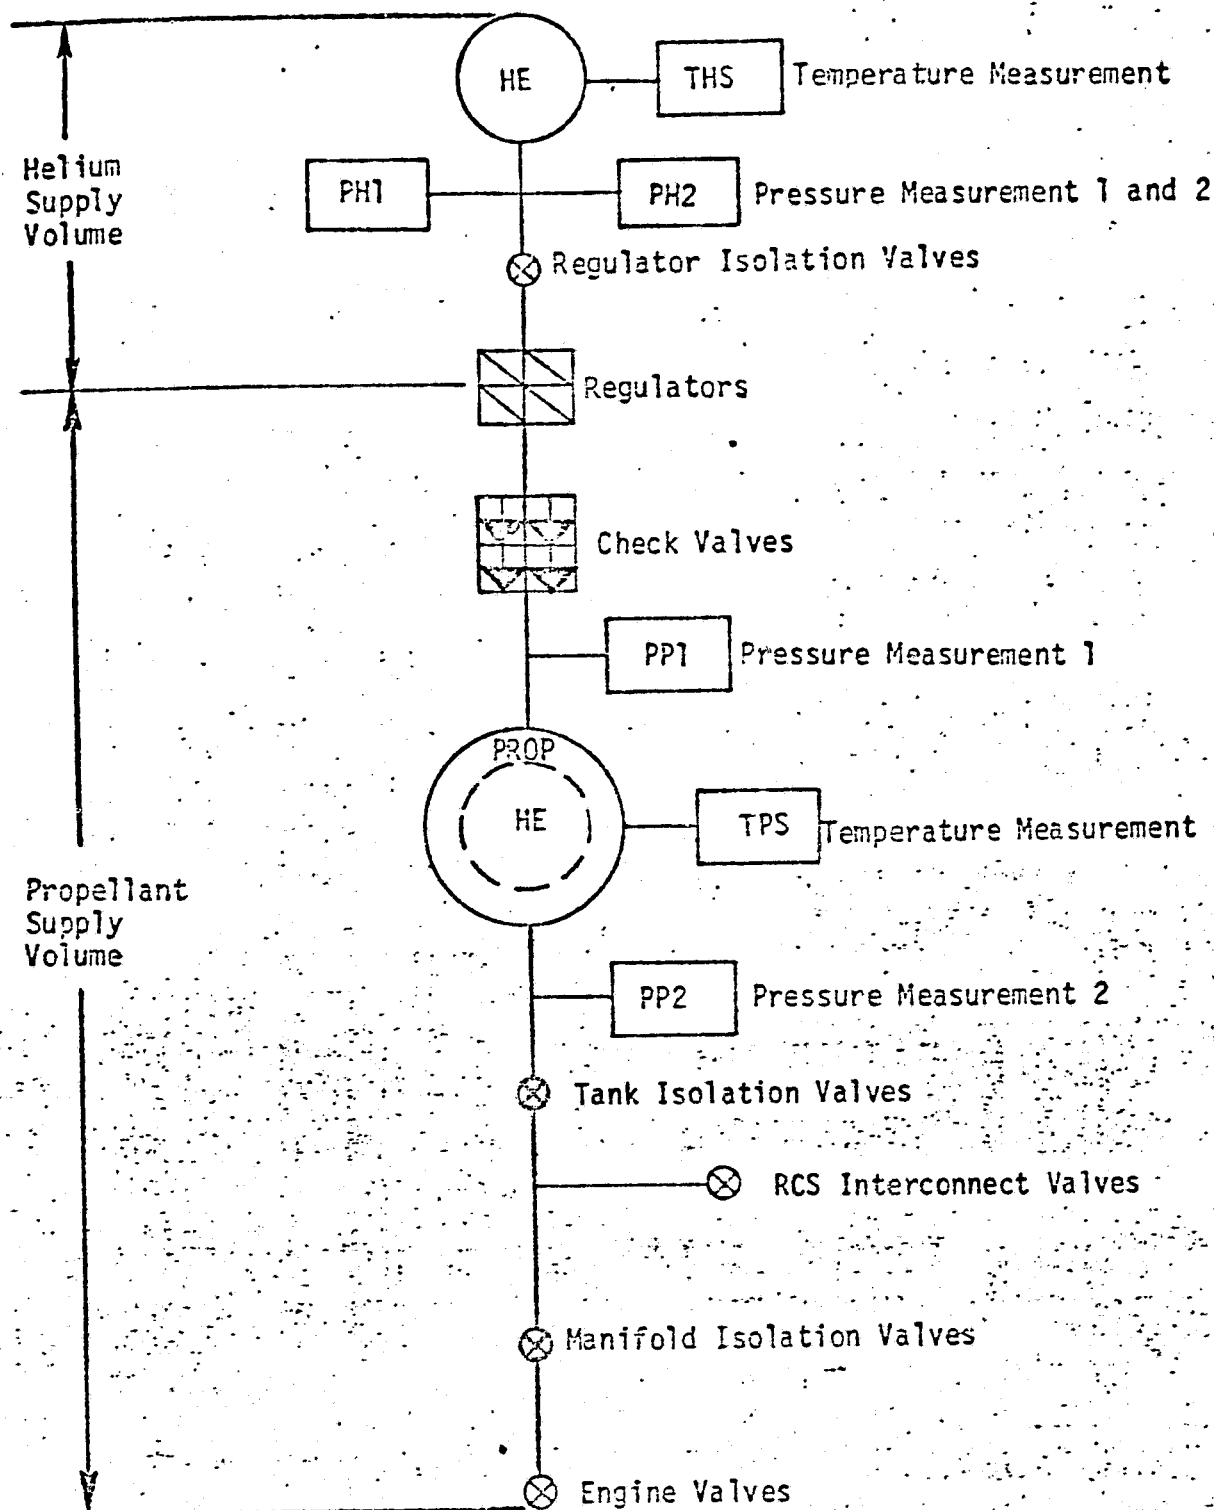 HE
THS
Temperature Measurement
Helium
Supply
Volume
PH1
PH2
Pressure Measurement 1 and 2
Regulator Isolation Valves
Regulators
Check Valves
PP1
Pressure Measurement 1
PROP
HE
TPS
Temperature Measurement
Propellant
Supply
Volume
PP2
Pressure Measurement 2
Tank Isolation Valves
RCS Interconnect Valves
Manifold Isolation Valves
Engine Valves